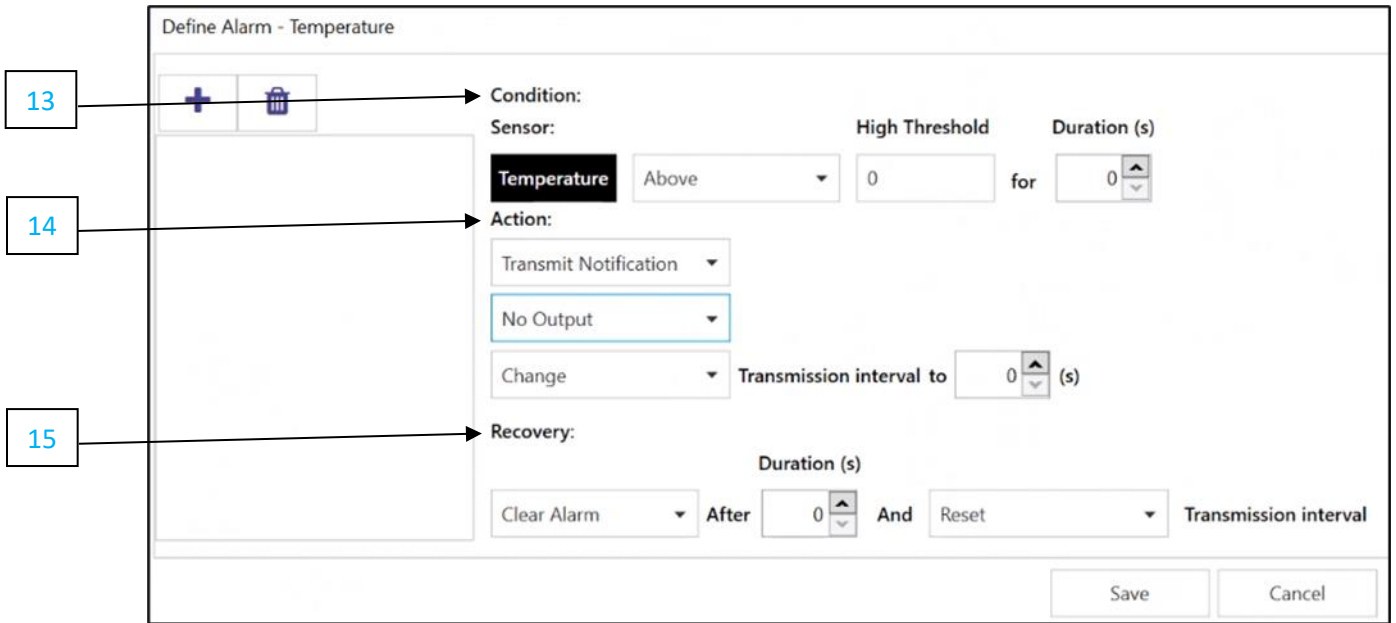 Define Alarm - Temperature
13
Condition:
Sensor: High Threshold Duration (s)
Temperature Above 0 for 0
14
Action:
Transmit Notification
No Output
Change Transmission interval to 0 (s)
15
Recovery:
Duration (s)
Clear Alarm After 0 And Reset Transmission interval
Save Cancel